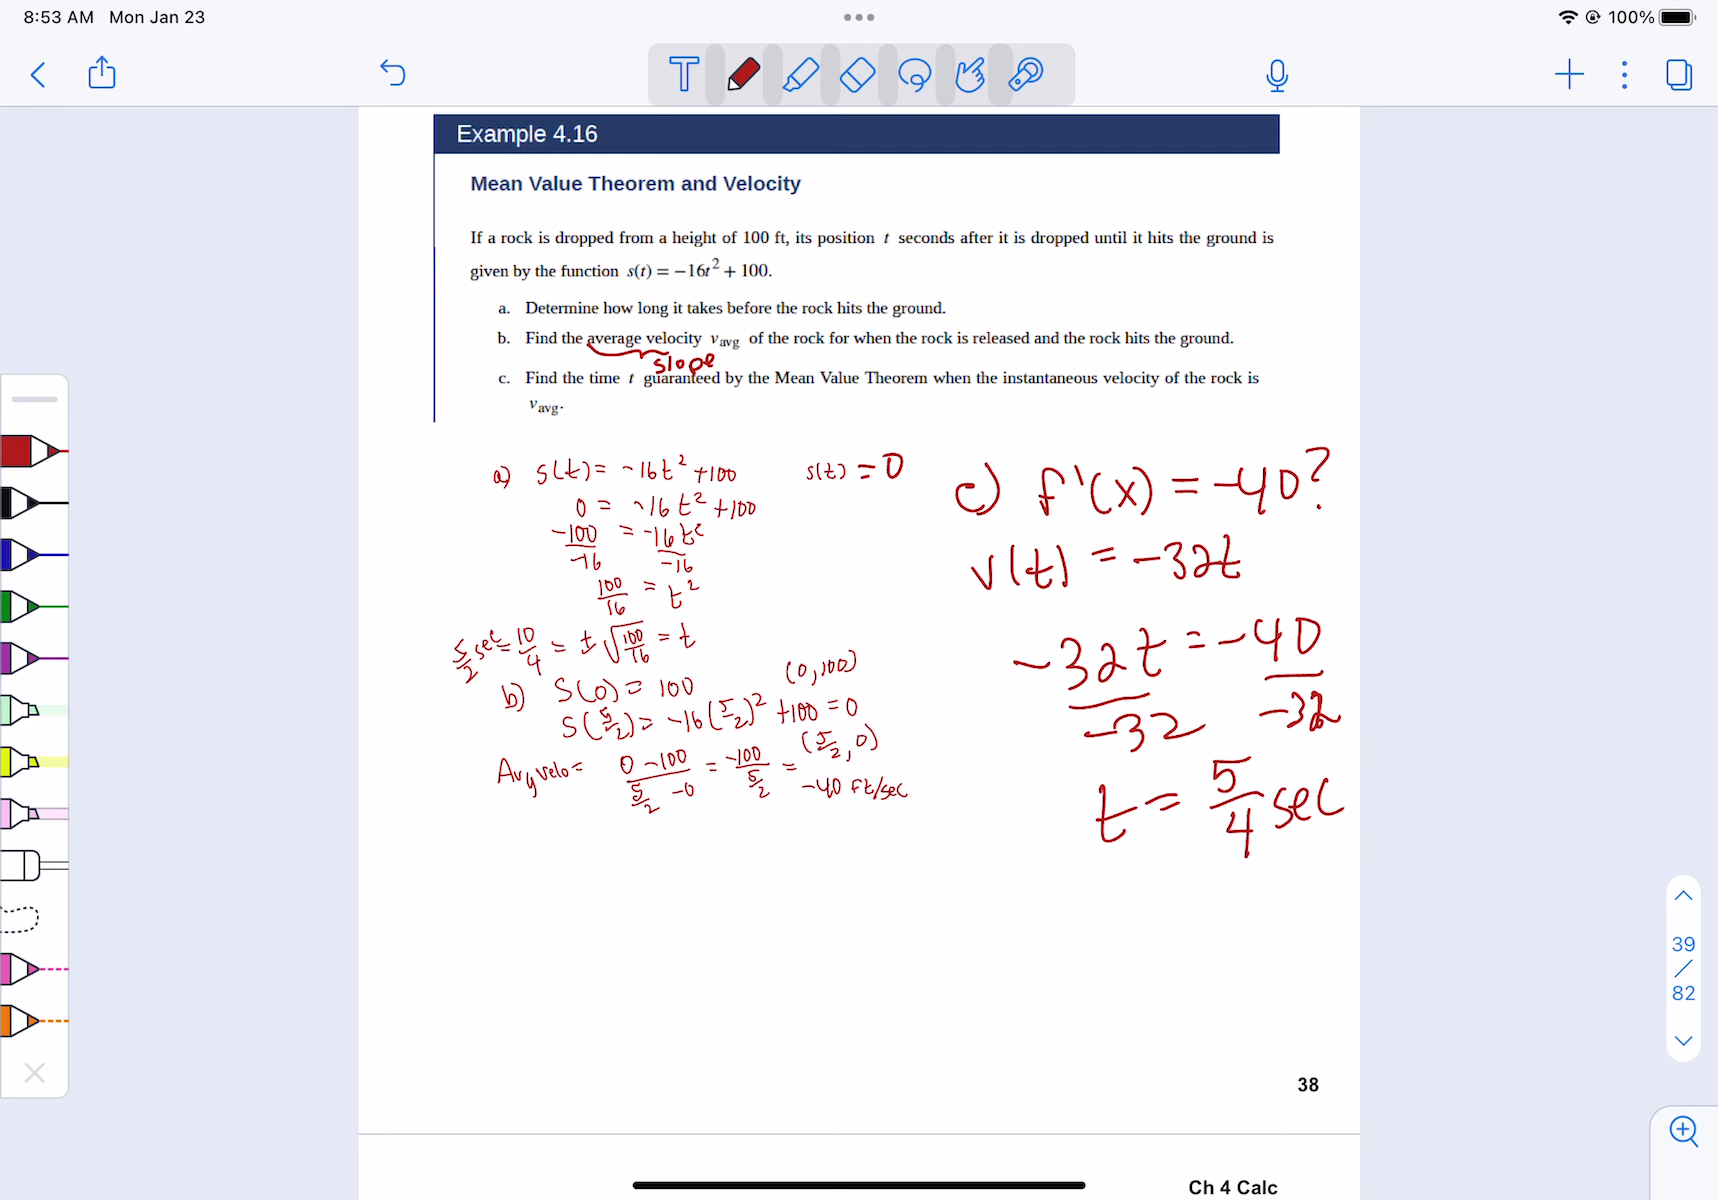 8:53 AM Mon Jan 23
100%
Example 4.16
Mean Value Theorem and Velocity
If a rock is dropped from a height of 100 ft, its position t seconds after it is dropped until it hits the ground is
given by the function s(t) = −16t² + 100.
a. Determine how long it takes before the rock hits the ground.
b. Find the average velocity vavg of the rock for when the rock is released and the rock hits the ground.
slope
c. Find the time t guaranteed by the Mean Value Theorem when the instantaneous velocity of the rock is
vavg.
a) s(t) = -16t² + 100 s(t) = 0
0 = -16t² + 100
-100/-16 = -16t²/-16
100/16 = t²
5/2 sec = 10/4 = ±√(100/16) = t
b) S(0) = 100 (0,100)
S(5/2) = -16(5/2)² + 100 = 0
(5/2, 0)
Avg velo = (0 - 100)/(5/2 - 0) = -100/(5/2) = -40 ft/sec
c) f'(x) = -40?
v(t) = -32t
-32t/-32 = -40/-32
t = 5/4 sec
39
/
82
38
Ch 4 Calc